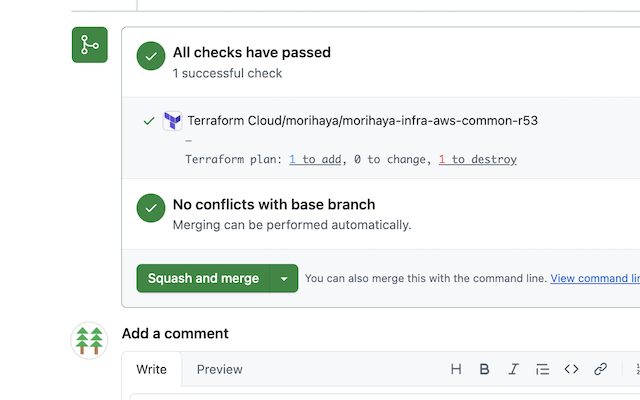 All checks have passed
1 successful check
Terraform Cloud/morihaya/morihaya-infra-aws-common-r53
—
Terraform plan: 1 to add, 0 to change, 1 to destroy
No conflicts with base branch
Merging can be performed automatically.
Squash and merge
You can also merge this with the command line. View command lin
Add a comment
Write
Preview
H B I